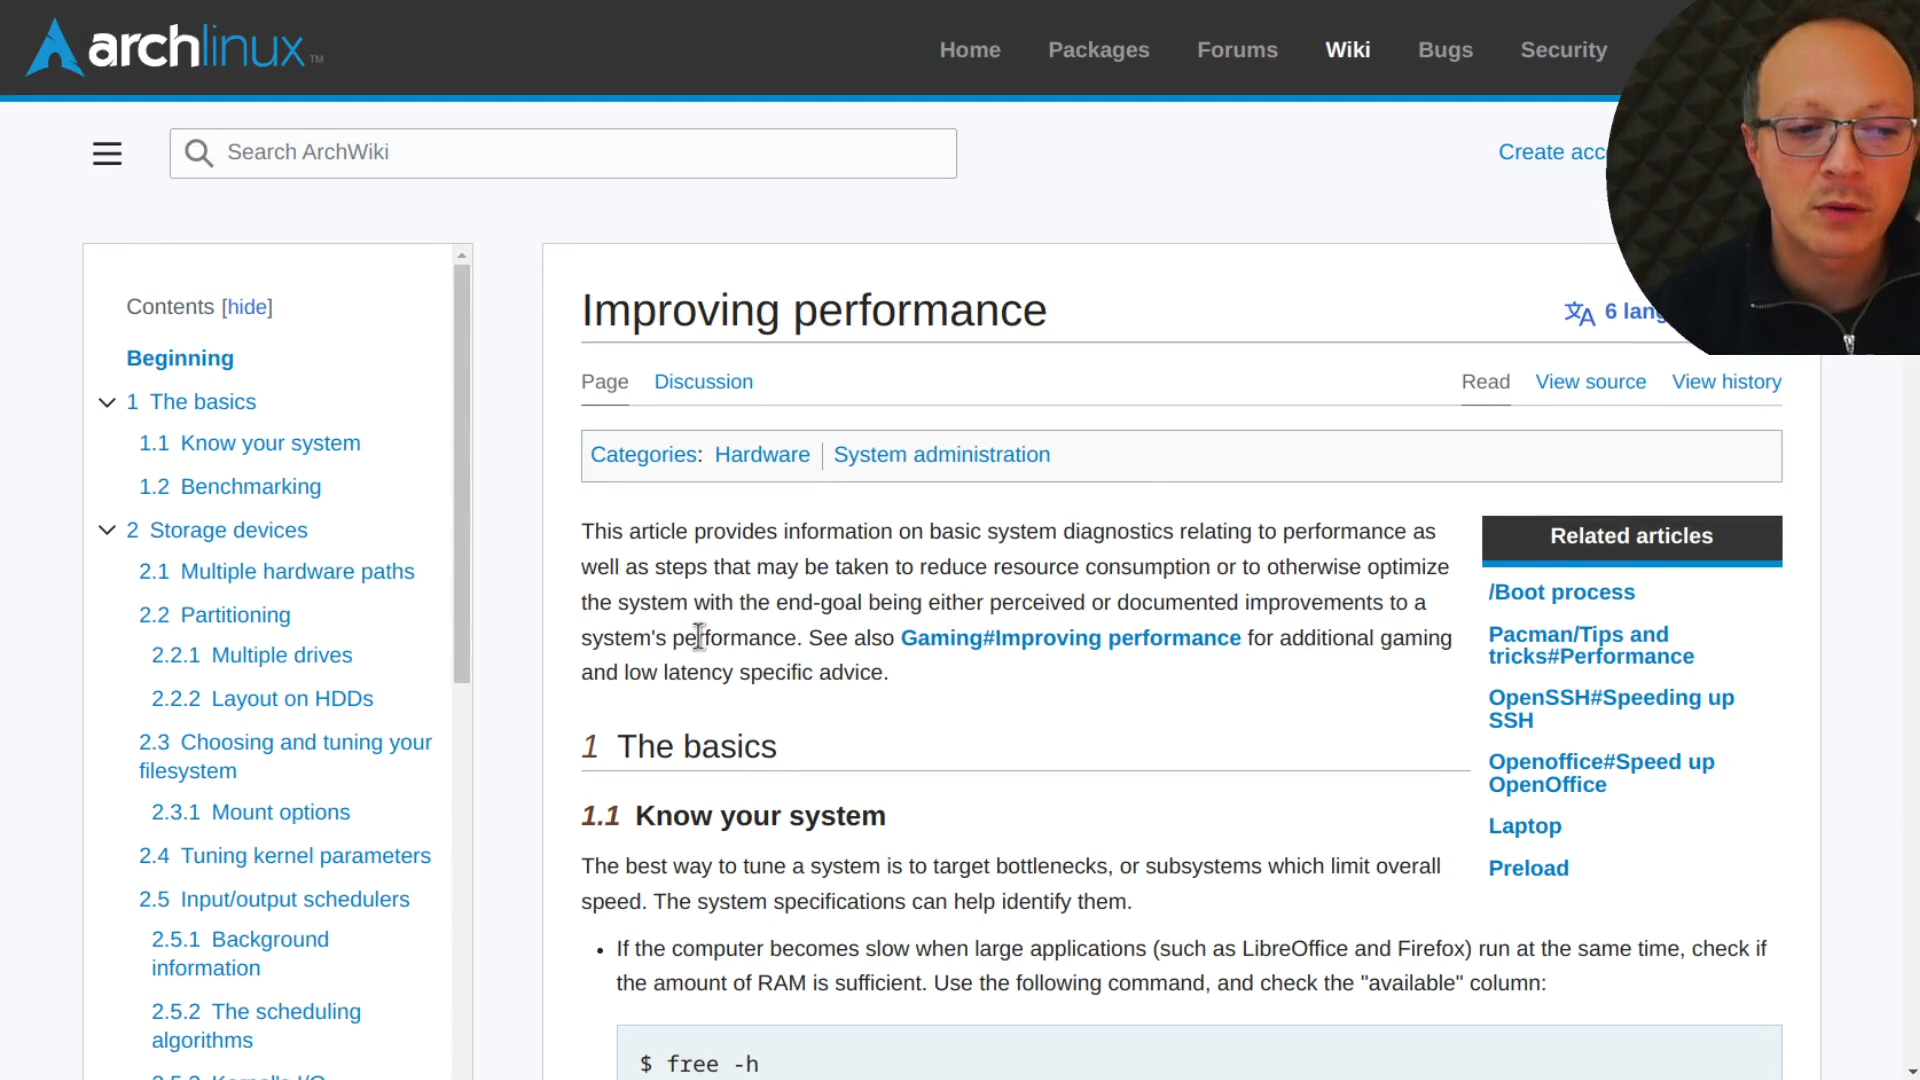 archlinux™
Home Packages Forums Wiki Bugs Security
Search ArchWiki
Create acc
Contents [hide]
Beginning
1 The basics
1.1 Know your system
1.2 Benchmarking
2 Storage devices
2.1 Multiple hardware paths
2.2 Partitioning
2.2.1 Multiple drives
2.2.2 Layout on HDDs
2.3 Choosing and tuning your
filesystem
2.3.1 Mount options
2.4 Tuning kernel parameters
2.5 Input/output schedulers
2.5.1 Background
information
2.5.2 The scheduling
algorithms
2.5.3 Kernel's I/O
Improving performance
6 lang
Page Discussion
Read View source View history
Categories: Hardware | System administration
This article provides information on basic system diagnostics relating to performance as
well as steps that may be taken to reduce resource consumption or to otherwise optimize
the system with the end-goal being either perceived or documented improvements to a
system's performance. See also Gaming#Improving performance for additional gaming
and low latency specific advice.
Related articles
/Boot process
Pacman/Tips and
tricks#Performance
OpenSSH#Speeding up
SSH
Openoffice#Speed up
OpenOffice
Laptop
Preload
1 The basics
1.1 Know your system
The best way to tune a system is to target bottlenecks, or subsystems which limit overall
speed. The system specifications can help identify them.
• If the computer becomes slow when large applications (such as LibreOffice and Firefox) run at the same time, check if
the amount of RAM is sufficient. Use the following command, and check the "available" column:
$ free -h